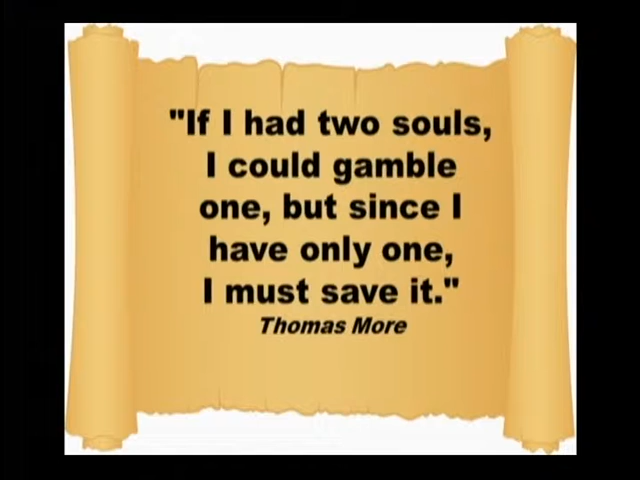 "If I had two souls,
I could gamble
one, but since I
have only one,
I must save it."
Thomas More